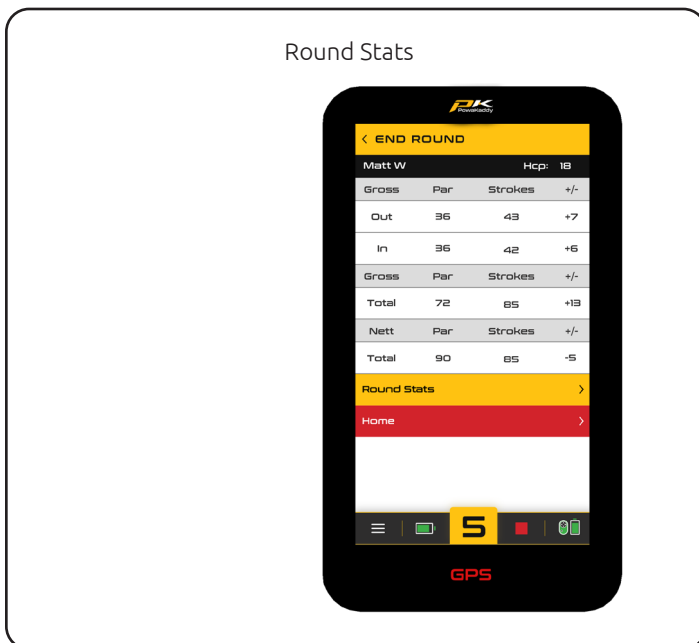 Round Stats
PK
PowaKaddy
< END ROUND
Matt W Hcp: 18
Gross Par Strokes +/-
Out 36 43 +7
In 36 42 +6
Gross Par Strokes +/-
Total 72 85 +13
Nett Par Strokes +/-
Total 90 85 -5
Round Stats >
Home >
5
GPS